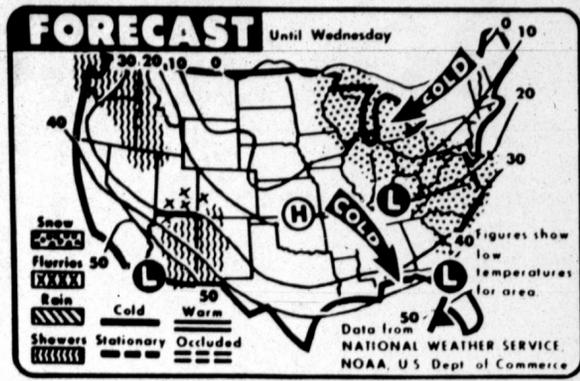 FORECAST Until Wednesday
30 20 10 0
0 10
COLD
20
40
30
L
H
COLD
Snow
Flurries
XXXX
Rain
Showers
50
L
50
Cold Warm
Stationary Occluded
40
Figures show
low
temperatures
for area.
L
50
Data from
NATIONAL WEATHER SERVICE,
NOAA, U S Dept of Commerce